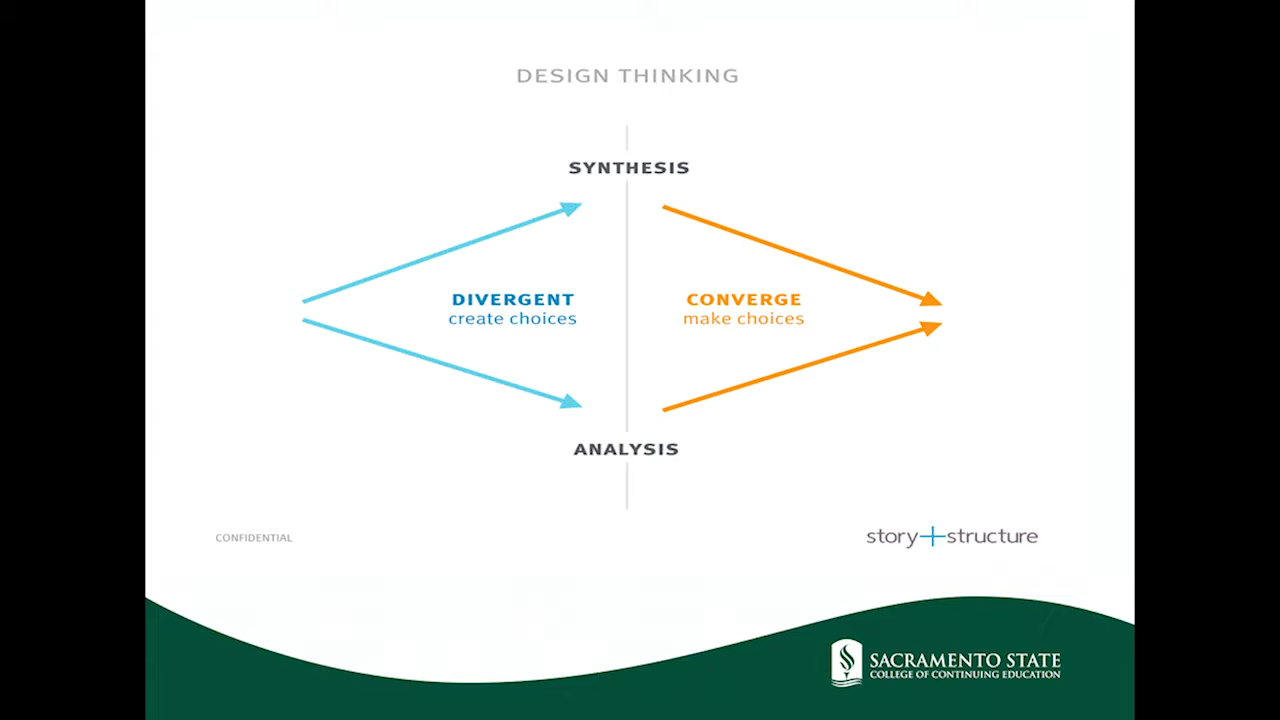 DESIGN THINKING
SYNTHESIS
DIVERGENT
create choices
CONVERGE
make choices
ANALYSIS
CONFIDENTIAL
story+structure
SACRAMENTO STATE
COLLEGE OF CONTINUING EDUCATION